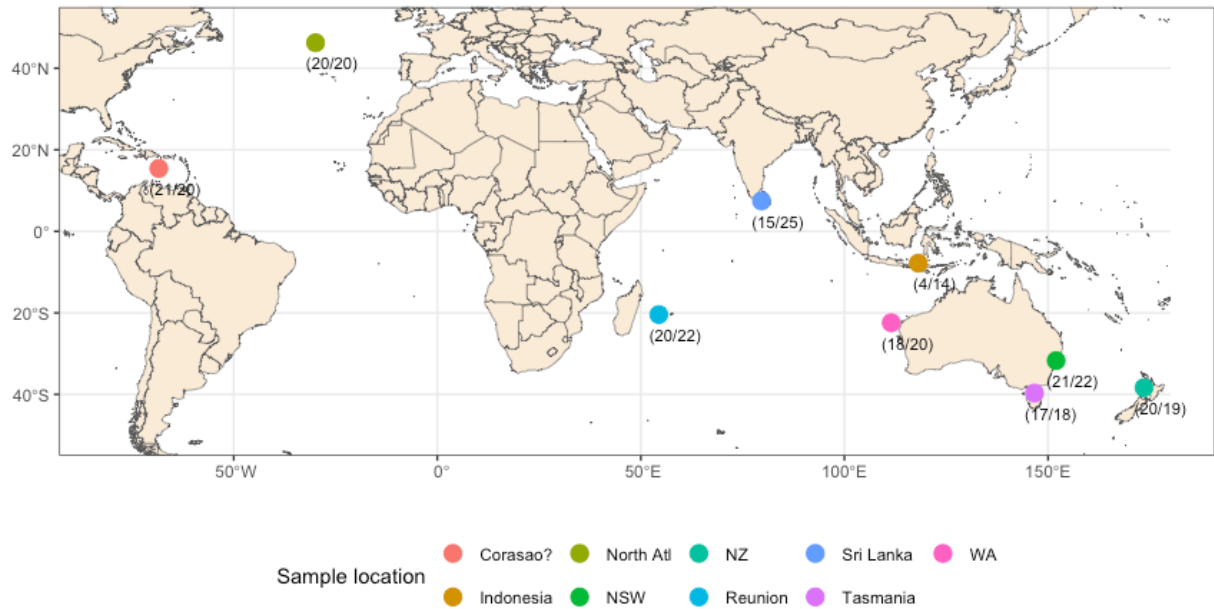 40°N
(20/20)
20°N
(21/20)
0°
(15/25)
(4/14)
20°S
(20/22)
(18/20)
(21/22)
40°S
(17/18)
(20/19)
50°W 0° 50°E 100°E 150°E
Sample location
Corasao? North Atl NZ Sri Lanka WA
Indonesia NSW Reunion Tasmania